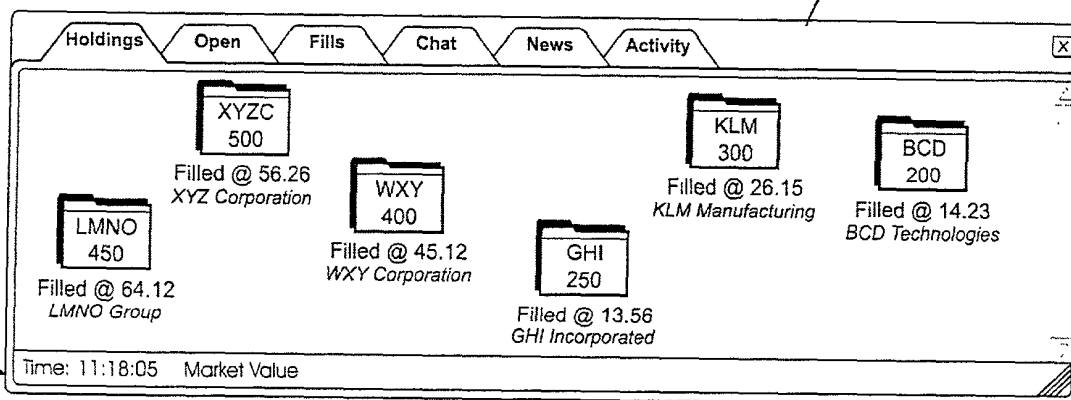 Holdings Open Fills Chat News Activity
X
XYZC
500
Filled @ 56.26
XYZ Corporation
KLM
300
Filled @ 26.15
KLM Manufacturing
BCD
200
Filled @ 14.23
BCD Technologies
WXY
400
Filled @ 45.12
WXY Corporation
LMNO
450
Filled @ 64.12
LMNO Group
GHI
250
Filled @ 13.56
GHI Incorporated
Time: 11:18:05 Market Value